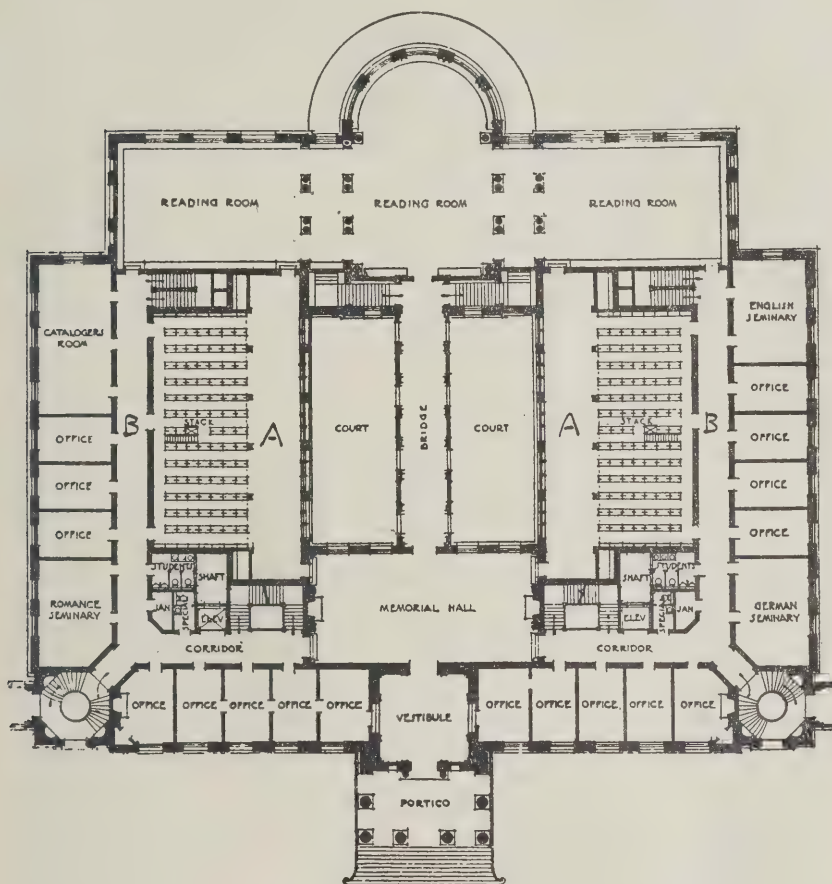 READING ROOM
READING ROOM
READING ROOM
CATALOGERS
ROOM
ENGLISH
SEMINARY
OFFICE
B
STACK
A
COURT
BRIDGE
COURT
A
STACK
B
OFFICE
OFFICE
OFFICE
OFFICE
OFFICE
OFFICE
STUDENTS
SHAFT
SHAFT
STUDENTS
ROMANCE
SEMINARY
JAN
SPECIAL
ELEV
MEMORIAL HALL
ELEV
SPECIAL
JAN
GERMAN
SEMINARY
CORRIDOR
CORRIDOR
OFFICE
OFFICE
OFFICE
OFFICE
OFFICE
VESTIBULE
OFFICE
OFFICE
OFFICE
OFFICE
OFFICE
PORTICO